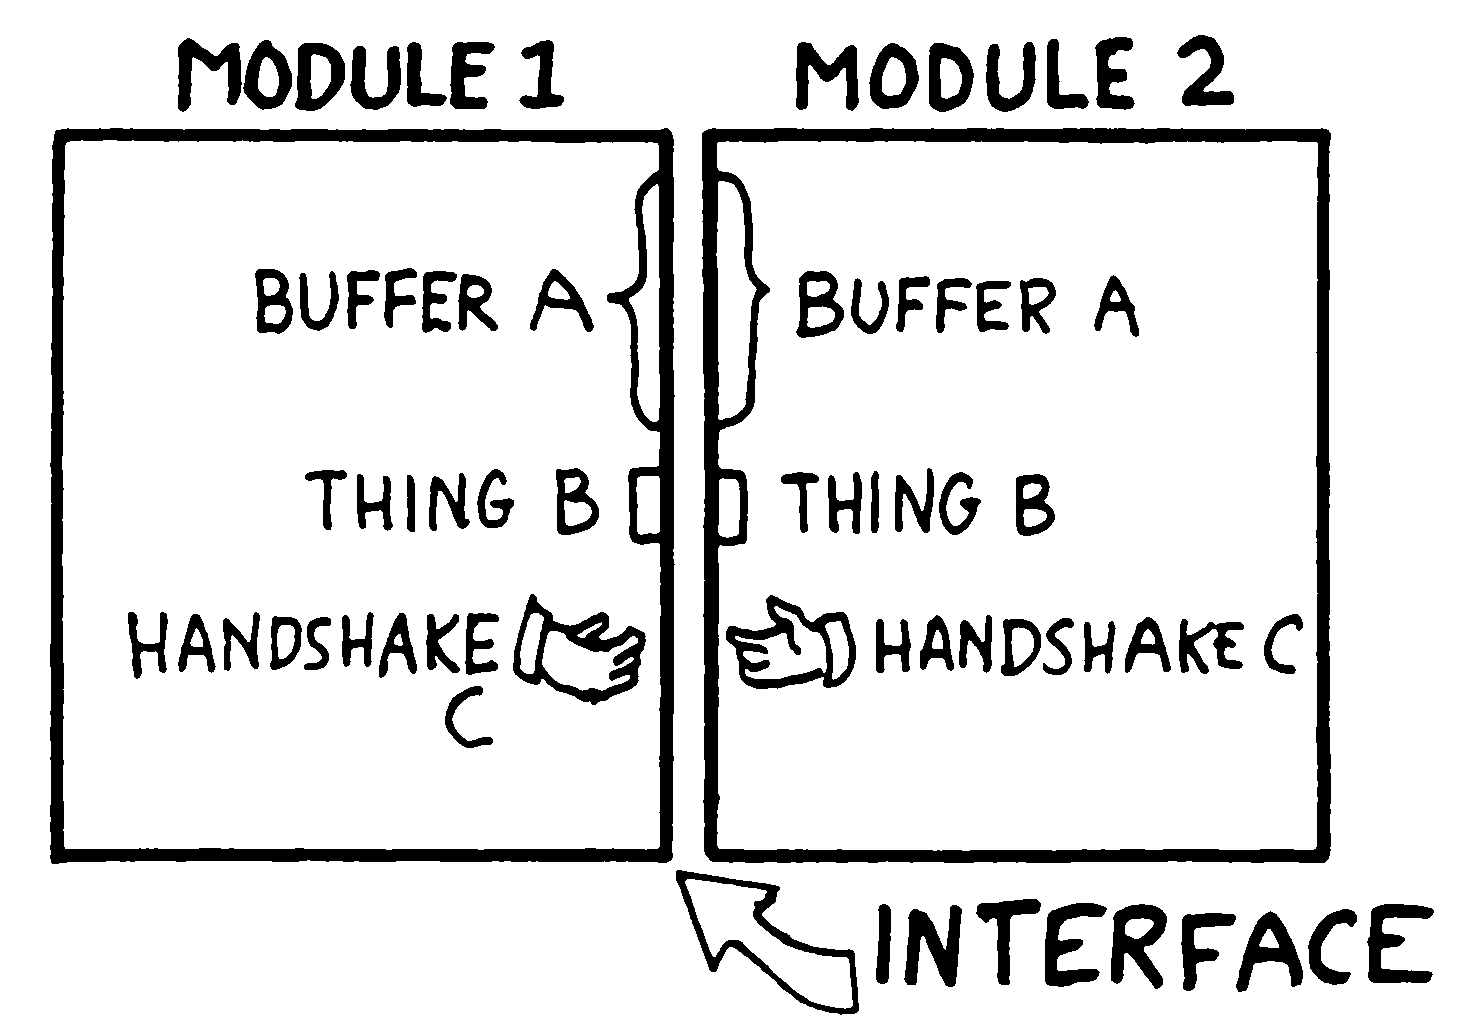 MODULE 1
BUFFER A
THING B
HANDSHAKE
C
MODULE 2
BUFFER A
THING B
HANDSHAKE C
INTERFACE